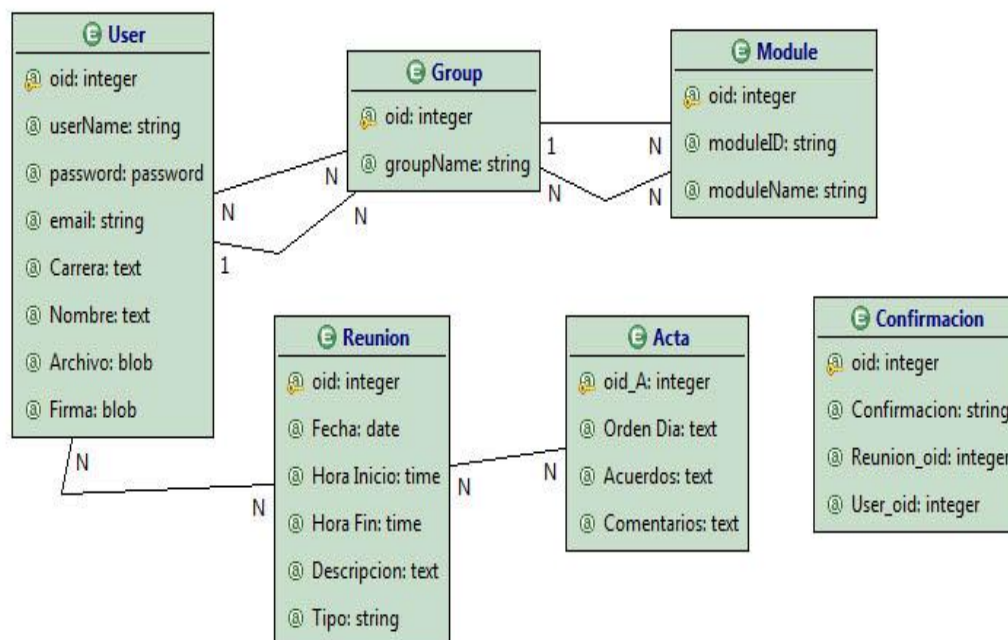 User
oid: integer
userName: string
password: password
email: string
Carrera: text
Nombre: text
Archivo: blob
Firma: blob
Group
oid: integer
groupName: string
Module
oid: integer
moduleID: string
moduleName: string
N
N
1
N
1
N
N
N
Reunion
oid: integer
Fecha: date
Hora Inicio: time
Hora Fin: time
Descripcion: text
Tipo: string
Acta
oid_A: integer
Orden Dia: text
Acuerdos: text
Comentarios: text
Confirmacion
oid: integer
Confirmacion: string
Reunion_oid: integer
User_oid: integer
N
N
N
N